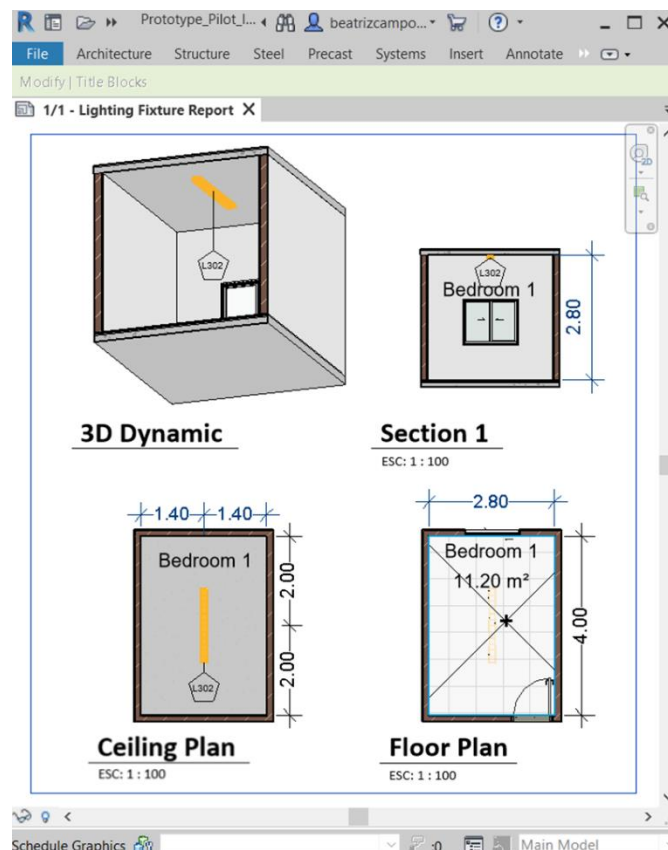 Prototype_Pilot_I...
beatrizcampo...
File Architecture Structure Steel Precast Systems Insert Annotate
Modify | Title Blocks
1/1 - Lighting Fixture Report
2D
L302
L302
Bedroom 1
2.80
3D Dynamic
Section 1
ESC: 1 : 100
1.40 1.40
2.80
Bedroom 1
Bedroom 1
11.20 m²
2.00
4.00
2.00
L302
Ceiling Plan
Floor Plan
ESC: 1 : 100
ESC: 1 : 100
Schedule Graphics
:0
Main Model